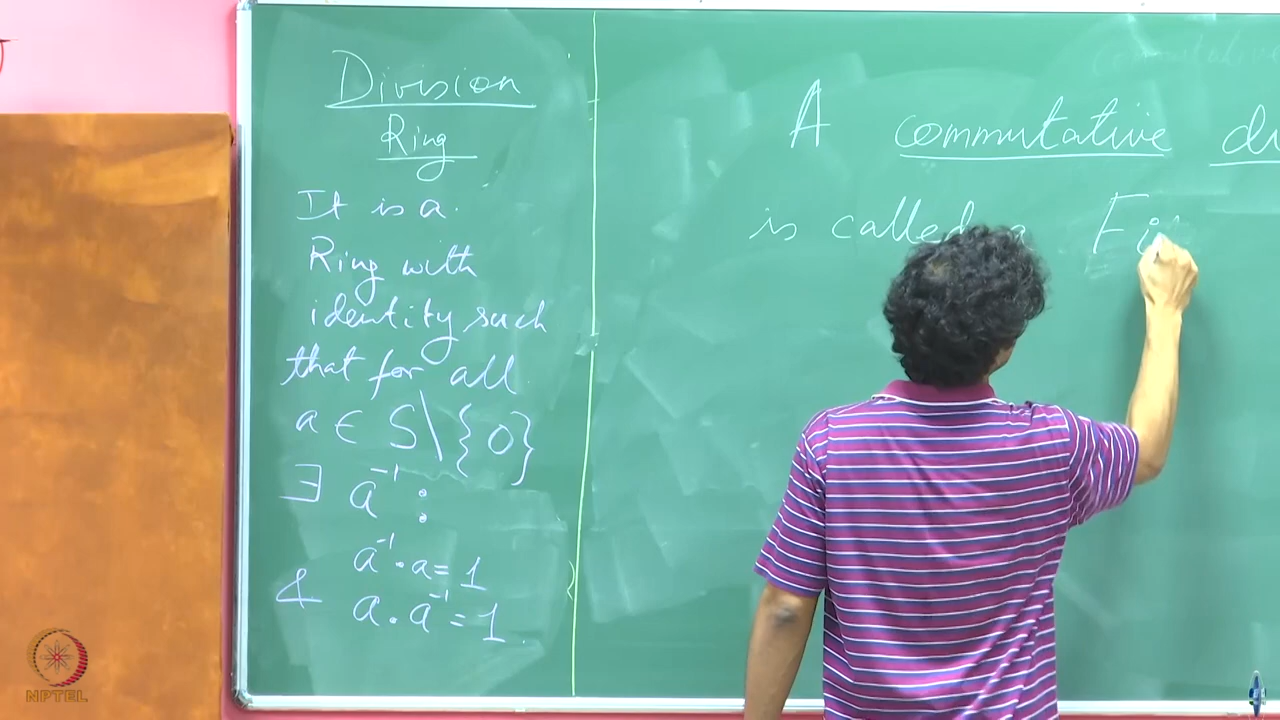 Division
Ring
It is a
Ring with
identity such
that for all
a ∈ S\{0}
∃ a⁻¹ :
a⁻¹·a=1
& a·a⁻¹=1.
A commutative
is called a Fi
commutative
NPTEL